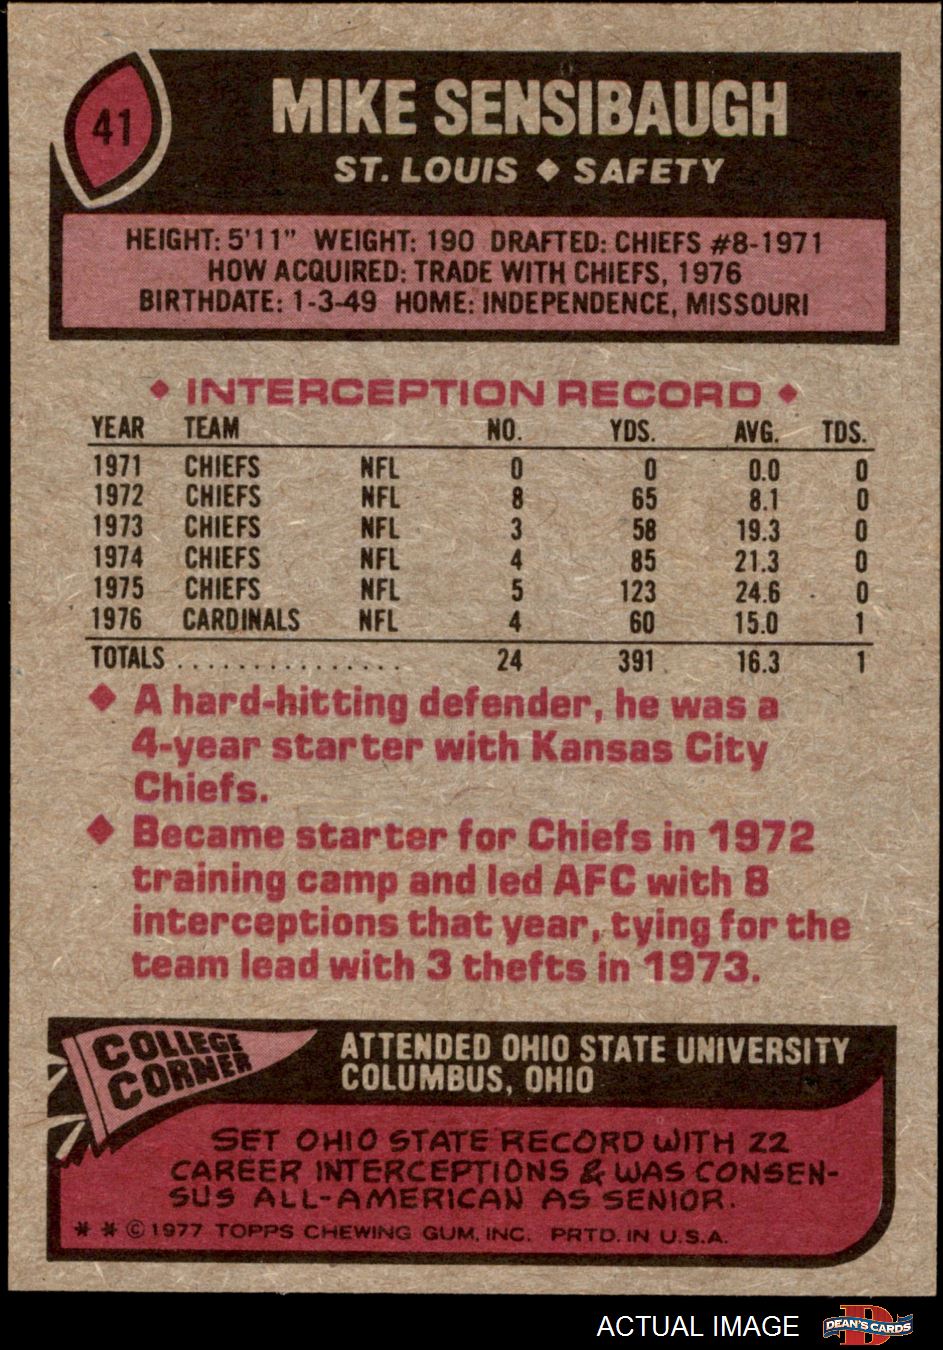 41
MIKE SENSIBAUGH
ST. LOUIS ◆ SAFETY
HEIGHT: 5'11" WEIGHT: 190 DRAFTED: CHIEFS #8-1971
HOW ACQUIRED: TRADE WITH CHIEFS, 1976
BIRTHDATE: 1-3-49 HOME: INDEPENDENCE, MISSOURI
◆ INTERCEPTION RECORD ◆
YEAR TEAM NO. YDS. AVG. TDS.
1971 CHIEFS NFL 0 0 0.0 0
1972 CHIEFS NFL 8 65 8.1 0
1973 CHIEFS NFL 3 58 19.3 0
1974 CHIEFS NFL 4 85 21.3 0
1975 CHIEFS NFL 5 123 24.6 0
1976 CARDINALS NFL 4 60 15.0 1
TOTALS . . . . . . . . . . . . . . . . 24 391 16.3 1
◆ A hard-hitting defender, he was a
4-year starter with Kansas City
Chiefs.
◆ Became starter for Chiefs in 1972
training camp and led AFC with 8
interceptions that year, tying for the
team lead with 3 thefts in 1973.
COLLEGE
CORNER
ATTENDED OHIO STATE UNIVERSITY
COLUMBUS, OHIO
SET OHIO STATE RECORD WITH 22
CAREER INTERCEPTIONS & WAS CONSEN-
SUS ALL-AMERICAN AS SENIOR.
* * © 1977 TOPPS CHEWING GUM, INC. PRTD. IN U.S.A.
ACTUAL IMAGE
D
DEAN'S CARDS